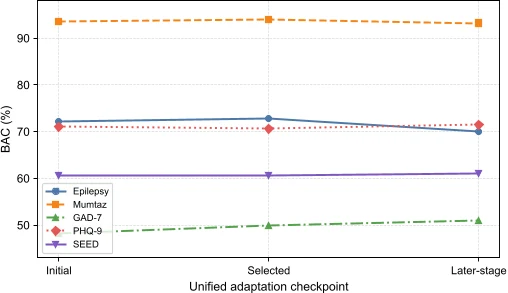 BAC (%)
90
80
70
60
50
Epilepsy
Mumtaz
GAD-7
PHQ-9
SEED
Initial
Selected
Later-stage
Unified adaptation checkpoint